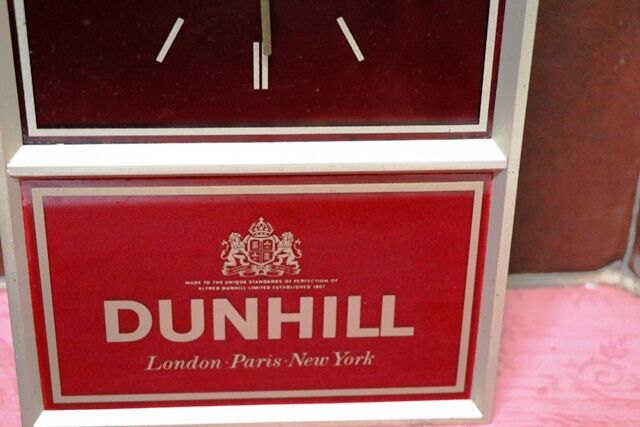 MADE TO THE UNIQUE STANDARDS OF PERFECTION OF
ALFRED DUNHILL LIMITED ESTABLISHED 1907
DUNHILL
London·Paris·New York